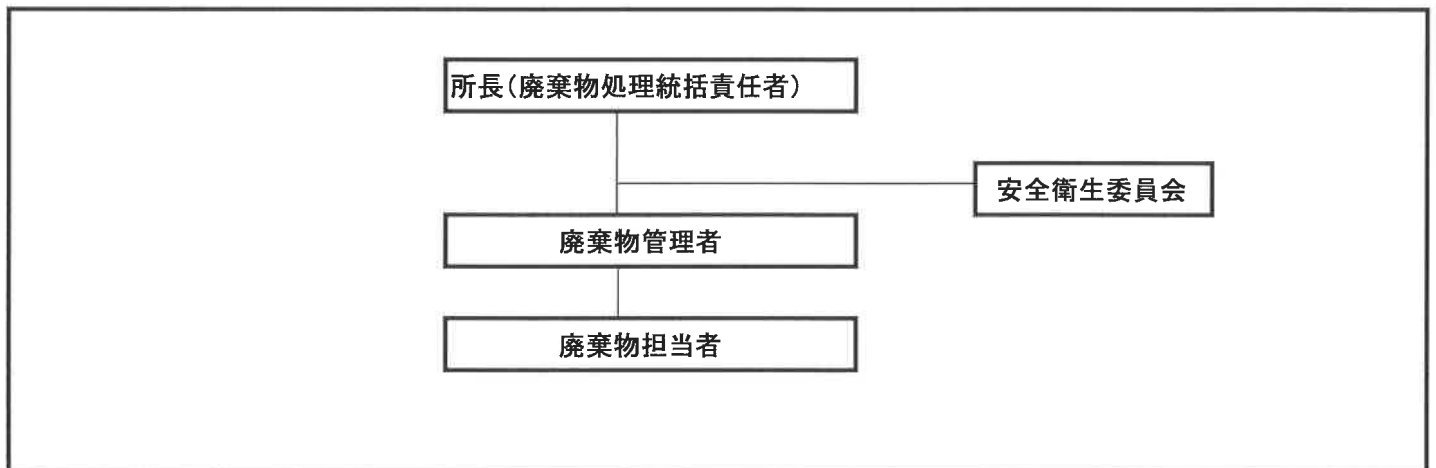 所長(廃棄物処理統括責任者)
安全衛生委員会
廃棄物管理者
廃棄物担当者